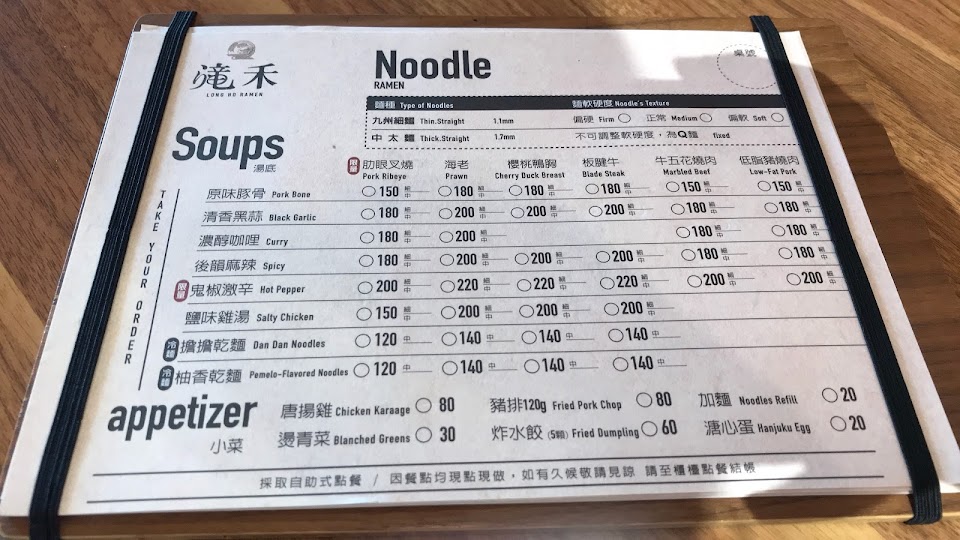 滝禾
LONG HO RAMEN
Noodle
RAMEN
桌號
麵種 Type of Noodles 麵軟硬度 Noodle's Texture
九州細麵 Thin.Straight 1.1mm 偏硬 Firm 正常 Medium 偏軟 Soft
中太麵 Thick.Straight 1.7mm 不可調整軟硬度，為Q麵 fixed
Soups
湯底
TAKE YOUR ORDER
限量 肋眼叉燒 海老 櫻桃鴨胸 板腱牛 牛五花燒肉 低脂豬燒肉
Pork Ribeye Prawn Cherry Duck Breast Blade Steak Marbled Beef Low-Fat Pork
原味豚骨 Pork Bone 150 細中 180 細中 180 細中 180 細中 150 細中 150 細中
清香黑蒜 Black Garlic 180 細中 200 細中 200 細中 200 細中 180 細中 180 細中
濃醇咖哩 Curry 180 細中 200 細中 180 細中 180 細中
後韻麻辣 Spicy 180 細中 200 細中 200 細中 200 細中 180 細中 180 細中
限量 鬼椒激辛 Hot Pepper 200 細中 220 細中 220 細中 220 細中 200 細中 200 細中
鹽味雞湯 Salty Chicken 150 細中 200 細中 200 細中 200 細中
冷麵 擔擔乾麵 Dan Dan Noodles 120 中 140 中 140 中 140 中
冷麵 柚香乾麵 Pemelo-Flavored Noodles 120 中 140 中 140 中 140 中
appetizer
小菜
唐揚雞 Chicken Karaage 80 豬排120g Fried Pork Chop 80 加麵 Noodles Refill 20
燙青菜 Blanched Greens 30 炸水餃 (5顆) Fried Dumpling 60 溏心蛋 Hanjuku Egg 20
採取自助式點餐 / 因餐點均現點現做，如有久候敬請見諒 請至櫃檯點餐結帳